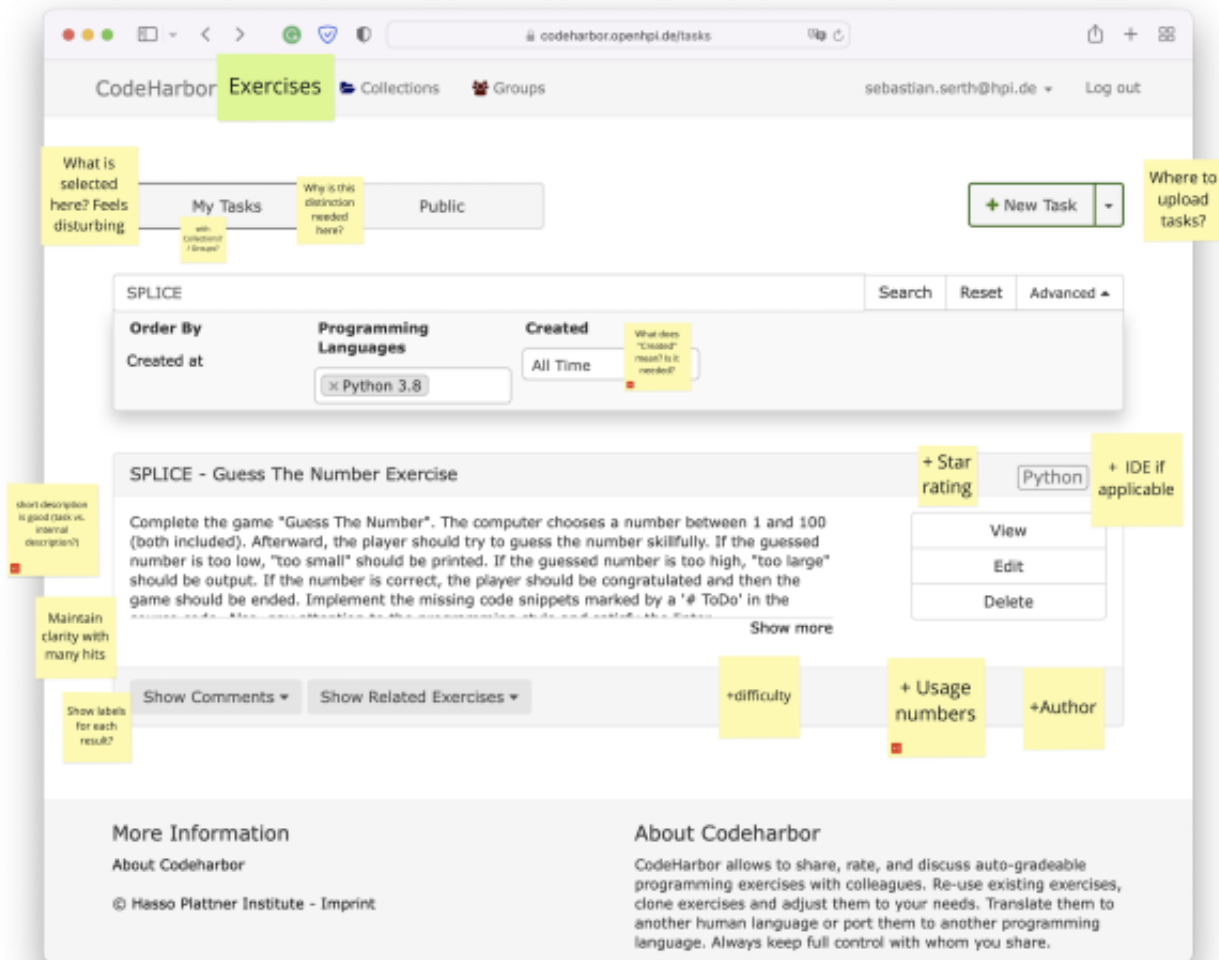 codeharbor.openhpi.de/tasks
CodeHarbor
Exercises
Collections
Groups
sebastian.serth@hpi.de
Log out
What is
selected
here? Feels
disturbing
My Tasks
with
Collections?
/ Groups?
Why is this
distinction
needed
here?
Public
+ New Task
Where to
upload
tasks?
SPLICE
Search
Reset
Advanced
Order By
Created at
Programming
Languages
× Python 3.8
Created
All Time
What does
"Created"
mean? Is it
needed?
SPLICE - Guess The Number Exercise
+ Star
rating
Python
+ IDE if
applicable
short description
is good (task vs.
internal
description?)
Complete the game "Guess The Number". The computer chooses a number between 1 and 100
(both included). Afterward, the player should try to guess the number skillfully. If the guessed
number is too low, "too small" should be printed. If the guessed number is too high, "too large"
should be output. If the number is correct, the player should be congratulated and then the
game should be ended. Implement the missing code snippets marked by a '# ToDo' in the
Show more
View
Edit
Delete
Maintain
clarity with
many hits
Show labels
for each
result?
Show Comments
Show Related Exercises
+difficulty
+ Usage
numbers
+Author
More Information
About Codeharbor
© Hasso Plattner Institute - Imprint
About Codeharbor
CodeHarbor allows to share, rate, and discuss auto-gradeable
programming exercises with colleagues. Re-use existing exercises,
clone exercises and adjust them to your needs. Translate them to
another human language or port them to another programming
language. Always keep full control with whom you share.